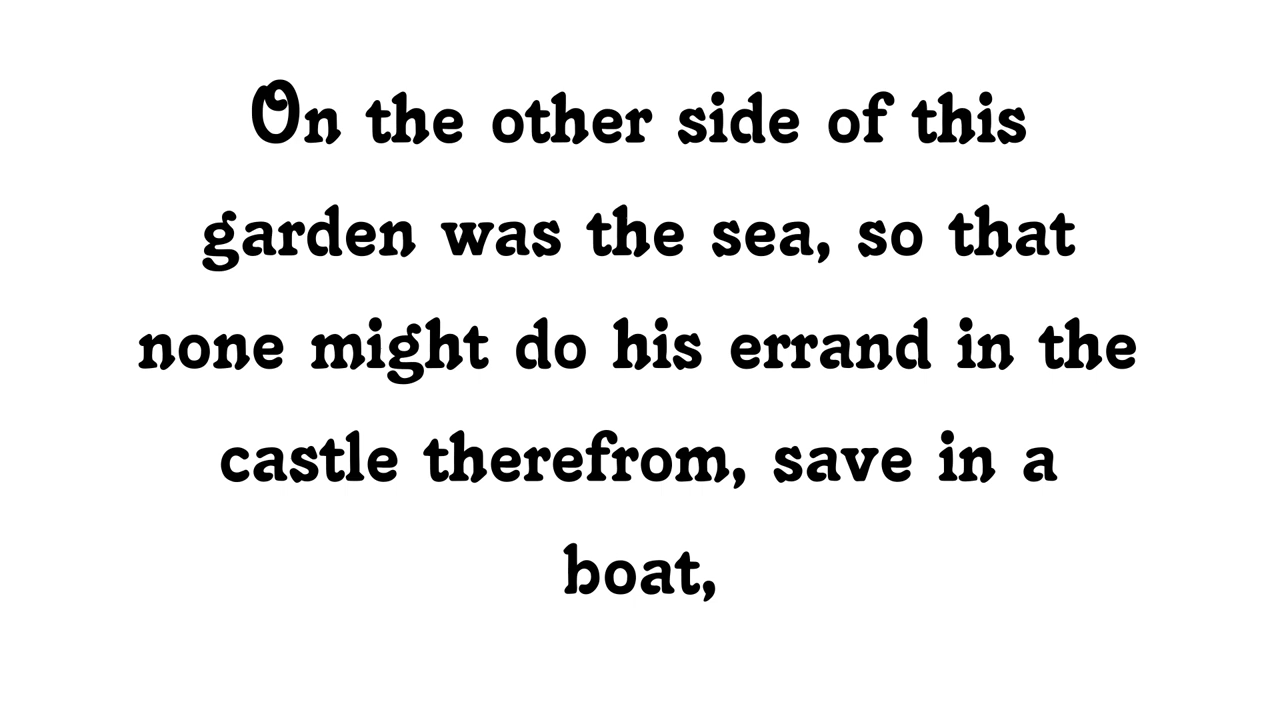 On the other side of this
garden was the sea, so that
none might do his errand in the
castle therefrom, save in a
boat,